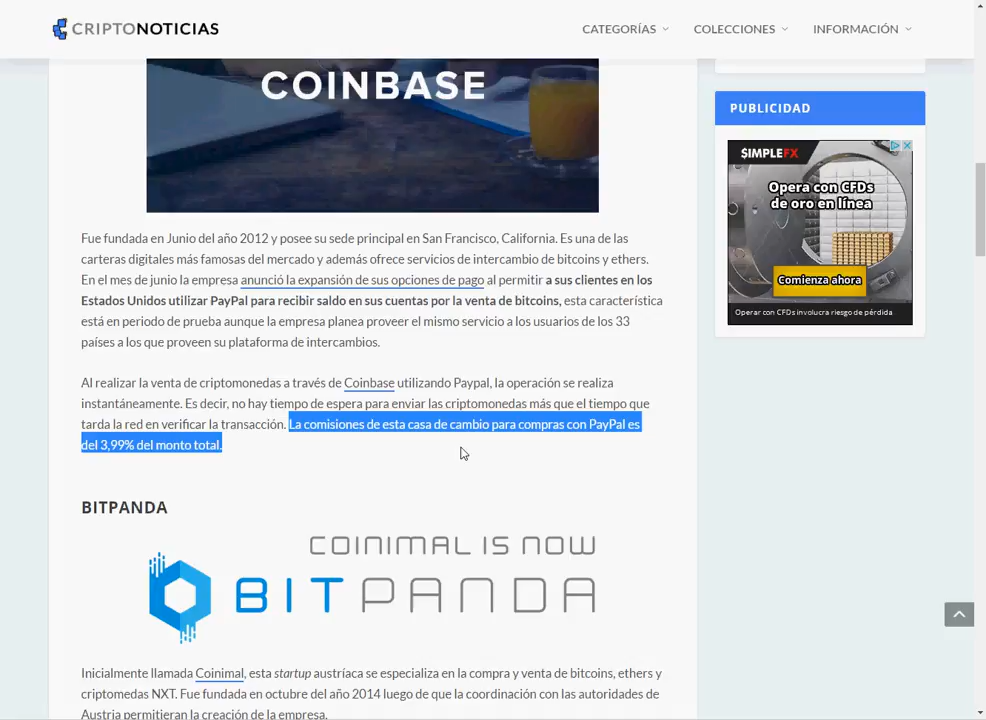 CRIPTONOTICIAS
CATEGORÍAS
COLECCIONES
INFORMACIÓN
COINBASE
Fue fundada en Junio del año 2012 y posee su sede principal en San Francisco, California. Es una de las
carteras digitales más famosas del mercado y además ofrece servicios de intercambio de bitcoins y ethers.
En el mes de junio la empresa anunció la expansión de sus opciones de pago al permitir a sus clientes en los
Estados Unidos utilizar PayPal para recibir saldo en sus cuentas por la venta de bitcoins, esta característica
está en periodo de prueba aunque la empresa planea proveer el mismo servicio a los usuarios de los 33
países a los que proveen su plataforma de intercambios.
Al realizar la venta de criptomonedas a través de Coinbase utilizando Paypal, la operación se realiza
instantáneamente. Es decir, no hay tiempo de espera para enviar las criptomonedas más que el tiempo que
tarda la red en verificar la transacción. La comisiones de esta casa de cambio para compras con PayPal es
del 3,99% del monto total.
BITPANDA
COINIMAL IS NOW
BITPANDA
Inicialmente llamada Coinimal, esta startup austríaca se especializa en la compra y venta de bitcoins, ethers y
criptomedas NXT. Fue fundada en octubre del año 2014 luego de que la coordinación con las autoridades de
Austria permitieran la creación de la empresa.
PUBLICIDAD
$IMPLEFX
Opera con CFDs
de oro en línea
Comienza ahora
Operar con CFDs involucra riesgo de pérdida